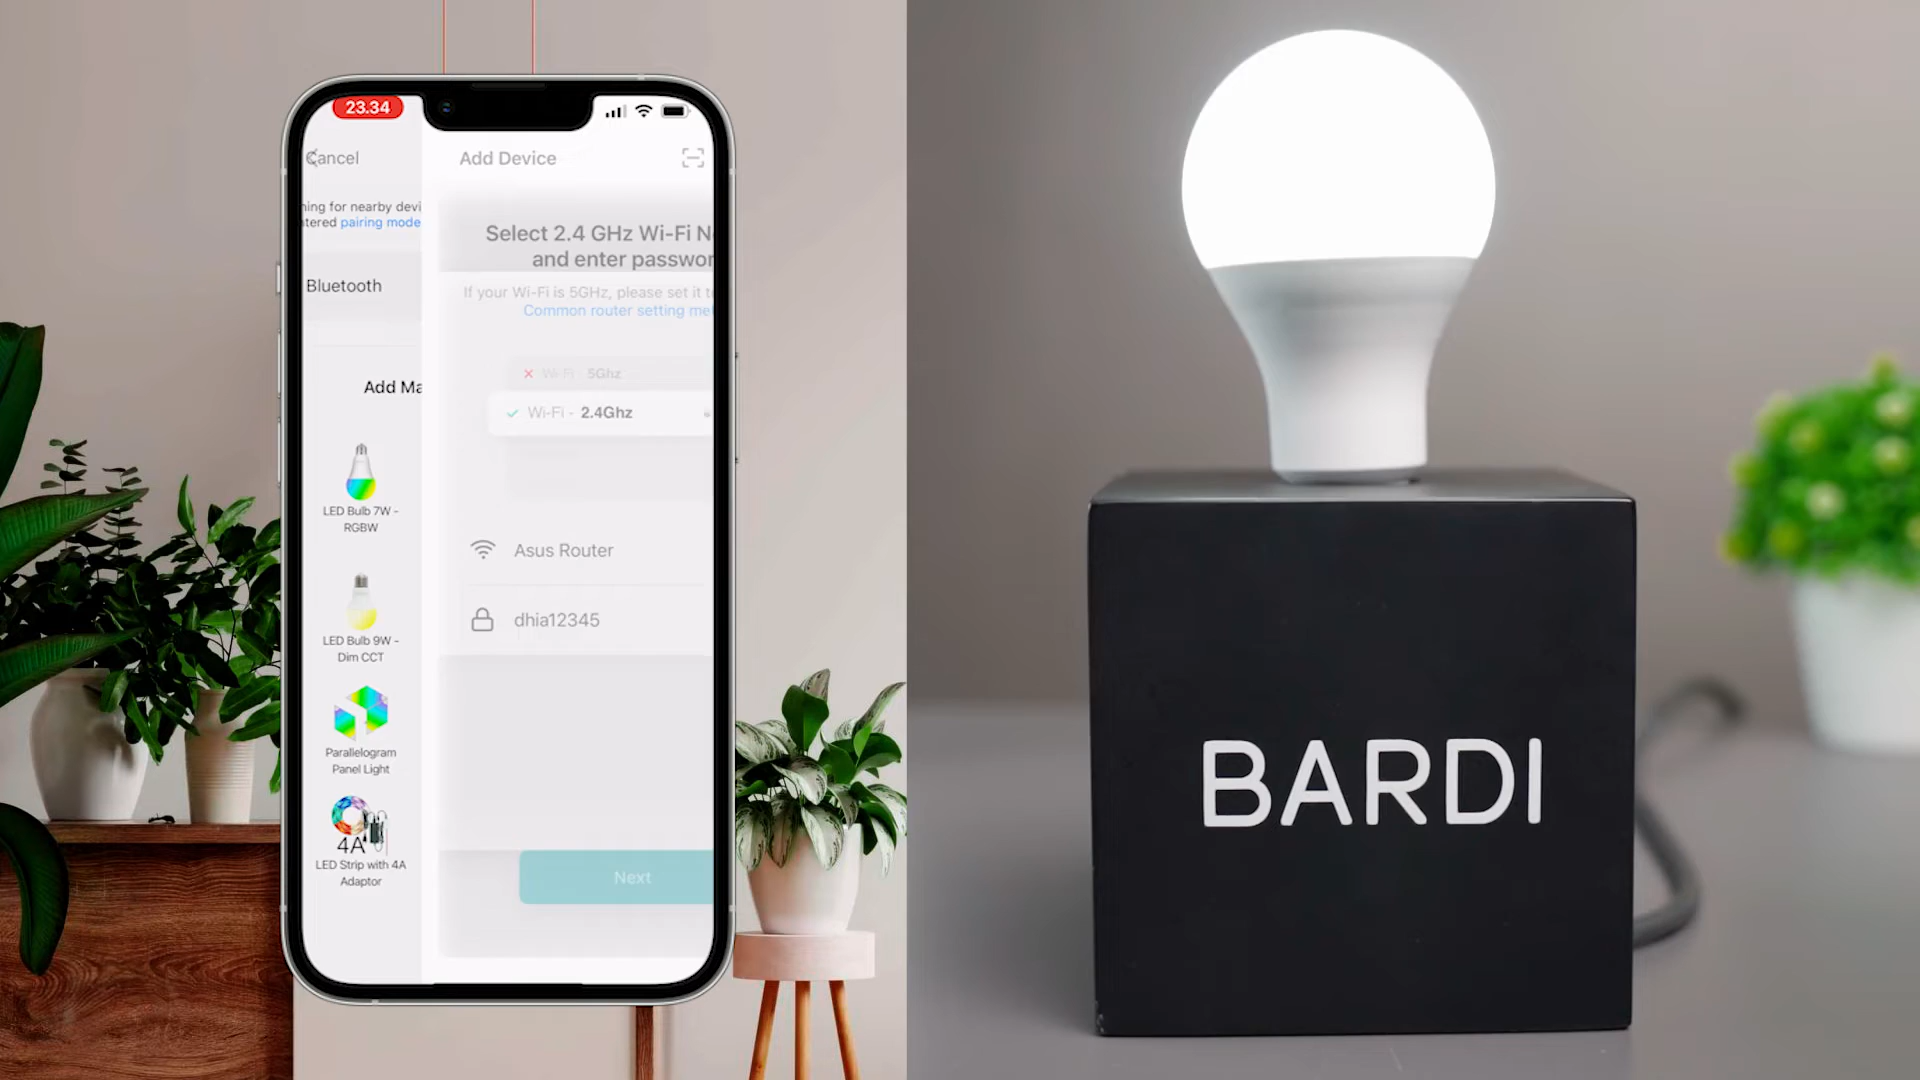 23.34
Cancel
Add Device
ning for nearby devi
ntered pairing mode
Select 2.4 GHz Wi-Fi N
and enter passwor
Bluetooth
If your Wi-Fi is 5GHz, please set it t
Common router setting me
Wi-Fi - 5Ghz
Add Ma
Wi-Fi - 2.4Ghz
LED Bulb 7W -
RGBW
Asus Router
dhia12345
LED Bulb 9W -
Dim CCT
Parallelogram
Panel Light
4A
LED Strip with 4A
Adaptor
Next
BARDI